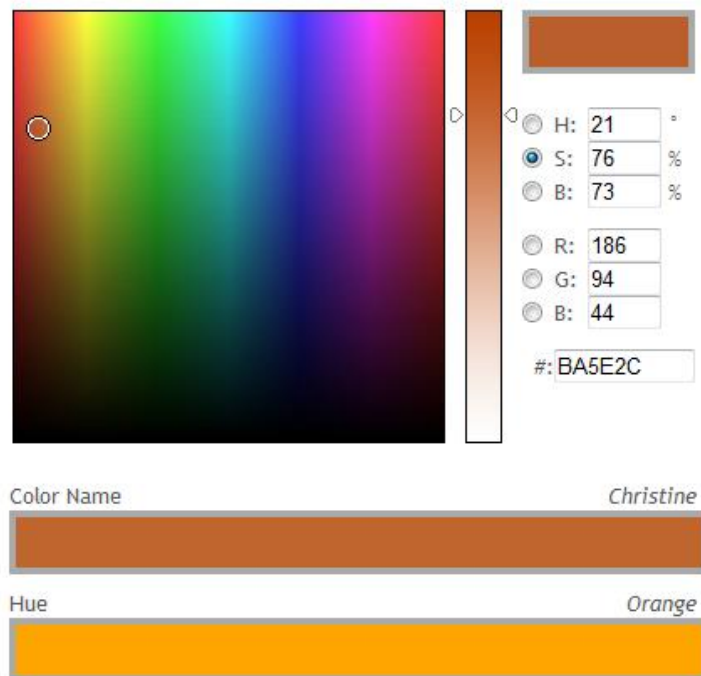 H: 21 °
S: 76 %
B: 73 %
R: 186
G: 94
B: 44
#: BA5E2C
Color Name Christine
Hue Orange